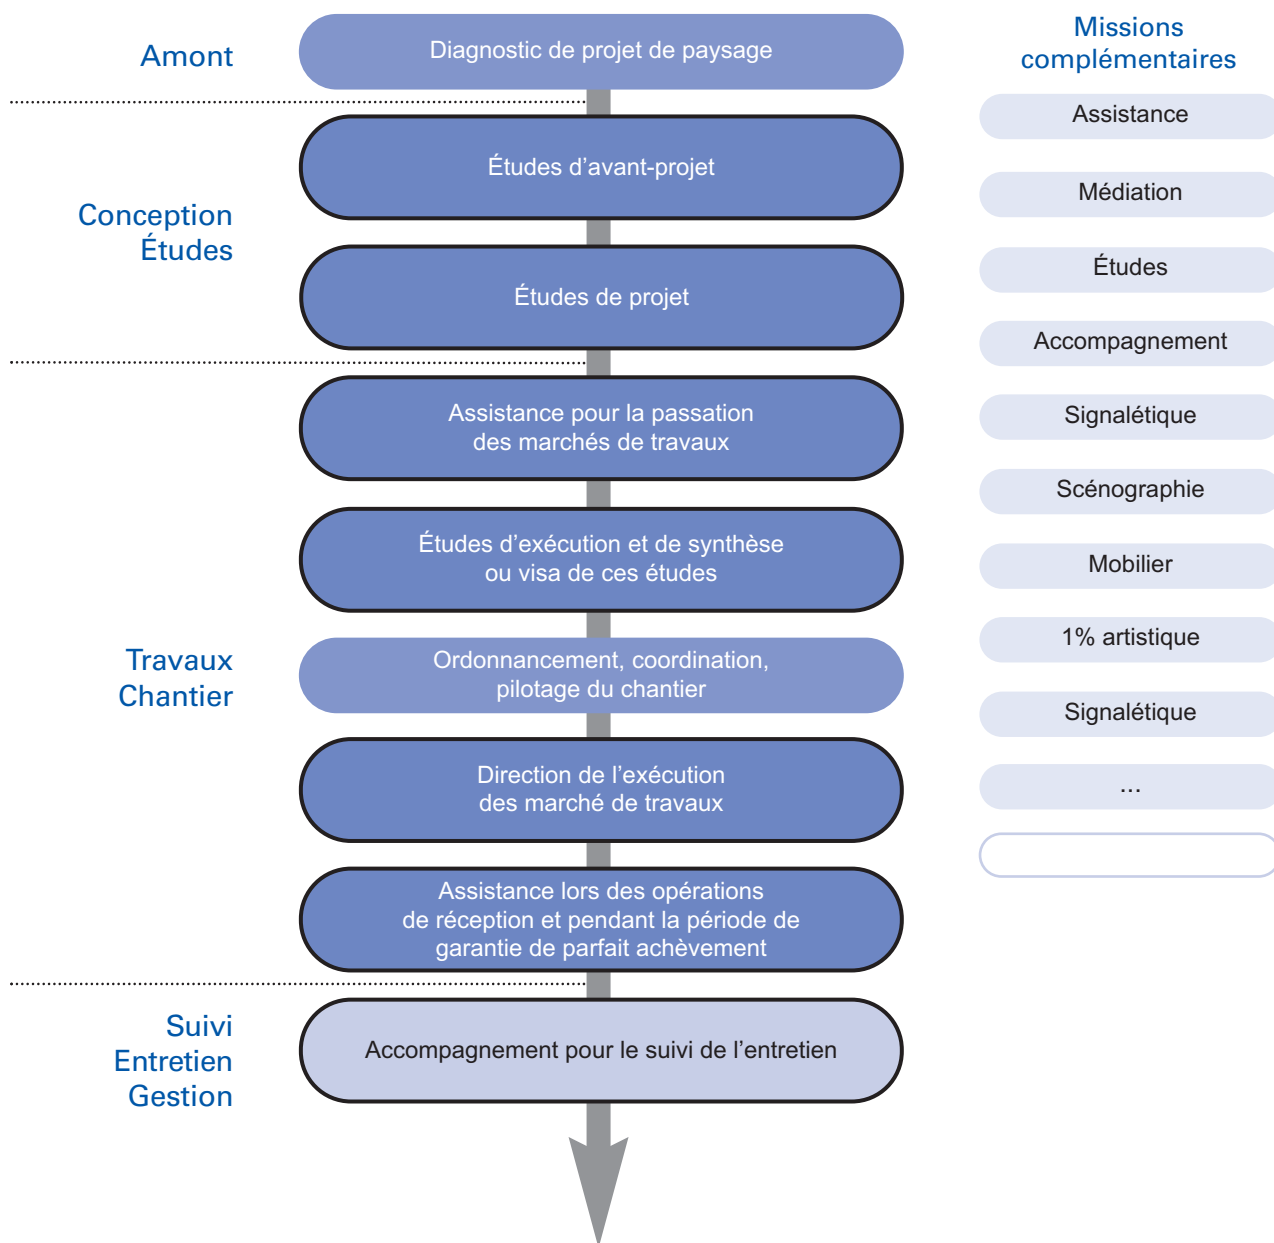 Amont
Diagnostic de projet de paysage
Conception
Études
Études d’avant-projet
Études de projet
Travaux
Chantier
Assistance pour la passation
des marchés de travaux
Études d’exécution et de synthèse
ou visa de ces études
Ordonnancement, coordination,
pilotage du chantier
Direction de l’exécution
des marché de travaux
Assistance lors des opérations
de réception et pendant la période de
garantie de parfait achèvement
Suivi
Entretien
Gestion
Accompagnement pour le suivi de l’entretien
Missions
complémentaires
Assistance
Médiation
Études
Accompagnement
Signalétique
Scénographie
Mobilier
1% artistique
Signalétique
...